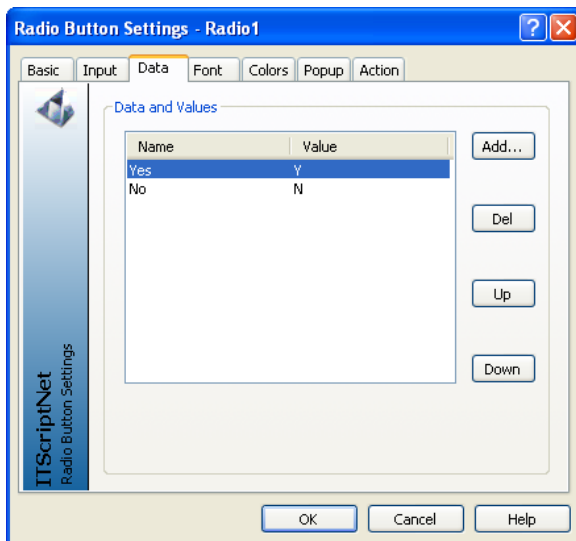 Radio Button Settings - Radio1
Basic Input Data Font Colors Popup Action
Data and Values
Name Value
Yes Y
No N
Add...
Del
Up
Down
ITScriptNet
Radio Button Settings
OK Cancel Help